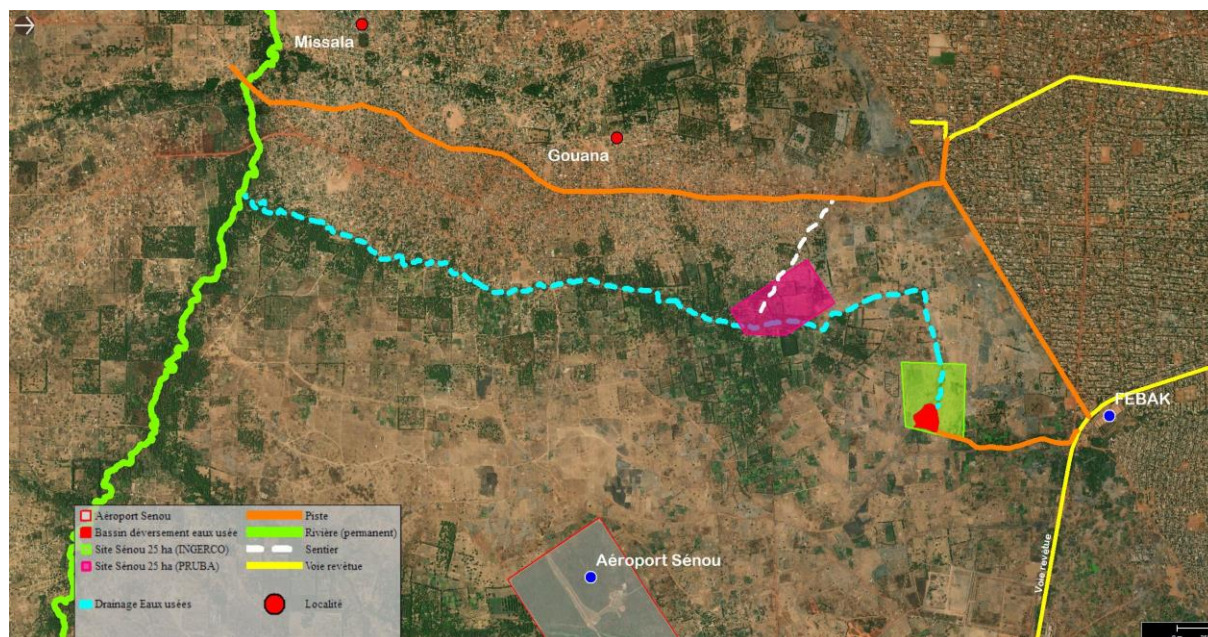 Missala
Gouana
FEBAK
Aéroport Sénou
Voie revêtue
Aéroport Senou
Bassin déversement eaux usée
Site Sénou 25 ha (INGERCO)
Site Sénou 25 ha (PRUBA)
Drainage Eaux usées
Piste
Rivière (permanent)
Sentier
Voie revêtue
Localité